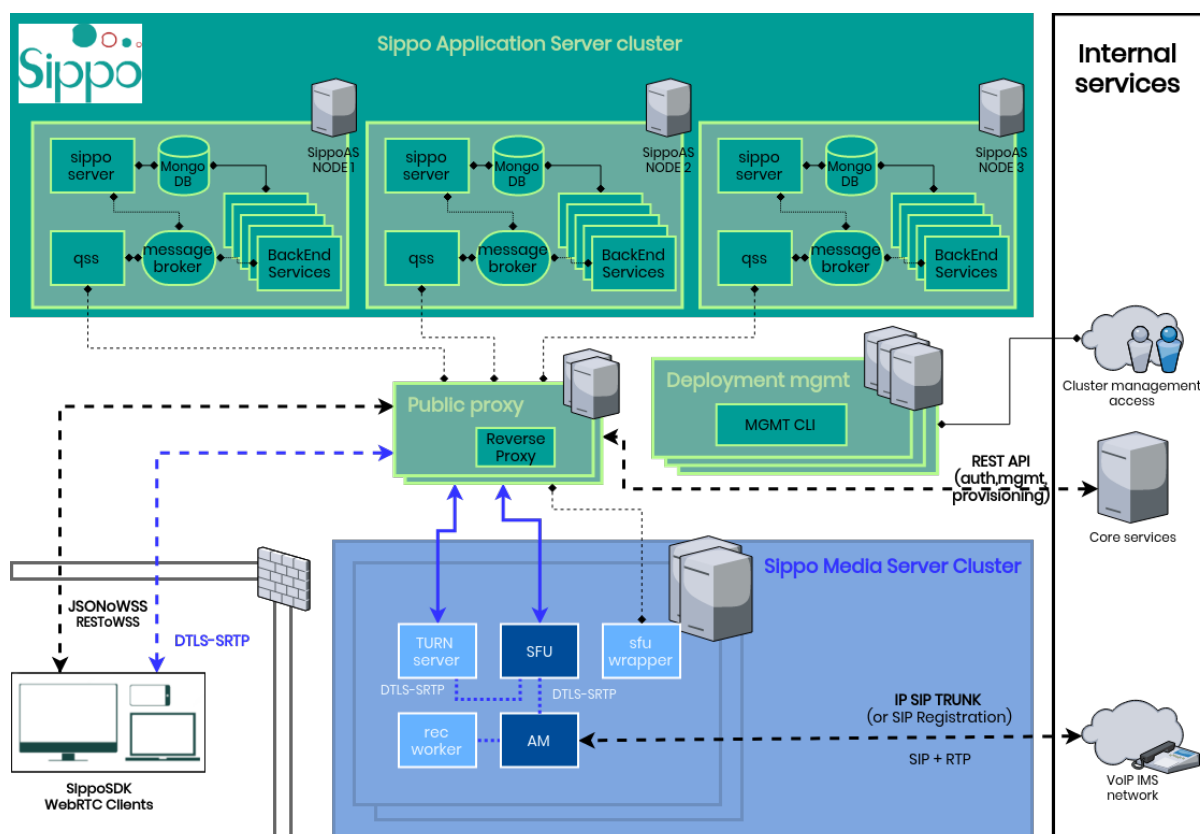 Sippo
Sippo Application Server cluster
Internal
services
SippoAS
NODE 1
sippo
server
Mongo
DB
qss
message
broker
BackEnd
Services
SippoAS
NODE 2
sippo
server
Mongo
DB
qss
message
broker
BackEnd
Services
SippoAS
NODE 3
sippo
server
Mongo
DB
qss
message
broker
BackEnd
Services
Public proxy
Reverse
Proxy
Deployment mgmt
MGMT CLI
Cluster management
access
REST API
(auth,mgmt,
provisioning)
Core services
JSONoWSS
RESToWSS
DTLS-SRTP
SippoSDK
WebRTC Clients
Sippo Media Server Cluster
TURN
server
SFU
sfu
wrapper
DTLS-SRTP
DTLS-SRTP
rec
worker
AM
IP SIP TRUNK
(or SIP Registration)
SIP + RTP
VoIP IMS
network